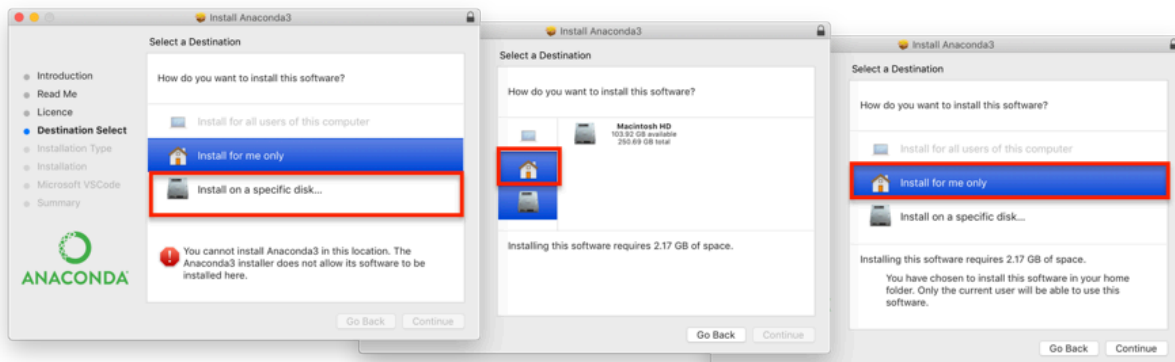 Install Anaconda3
Select a Destination
Introduction
Read Me
Licence
Destination Select
Installation Type
Installation
Microsoft VSCode
Summary
ANACONDA
How do you want to install this software?
Install for all users of this computer
Install for me only
Install on a specific disk...
You cannot install Anaconda3 in this location. The
Anaconda3 installer does not allow its software to be
installed here.
Go Back Continue
Install Anaconda3
Select a Destination
How do you want to install this software?
Macintosh HD
103.92 GB available
250.69 GB total
Installing this software requires 2.17 GB of space.
Go Back Continue
Install Anaconda3
Select a Destination
How do you want to install this software?
Install for all users of this computer
Install for me only
Install on a specific disk...
Installing this software requires 2.17 GB of space.
You have chosen to install this software in your home
folder. Only the current user will be able to use this
software.
Go Back Continue